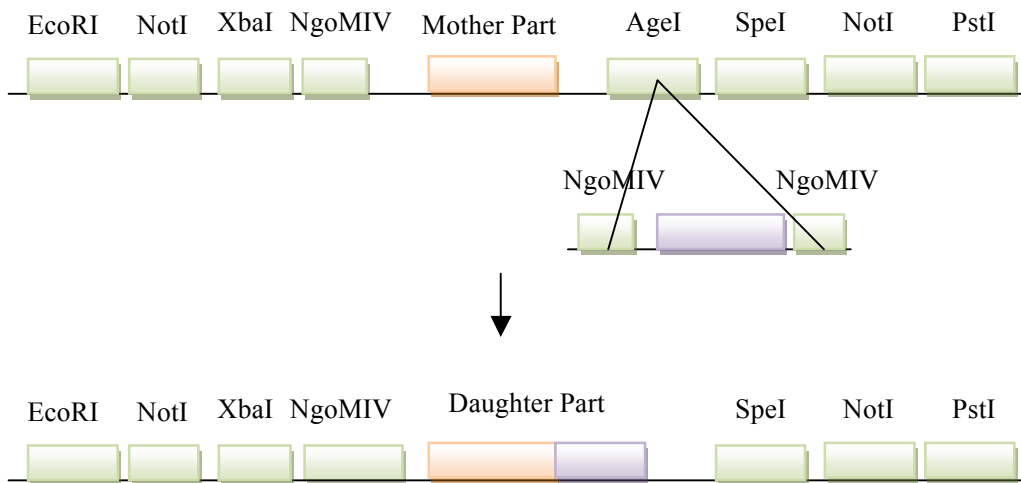 EcoRI NotI XbaI NgoMIV Mother Part AgeI SpeI NotI PstI
NgoMIV NgoMIV
EcoRI NotI XbaI NgoMIV Daughter Part SpeI NotI PstI